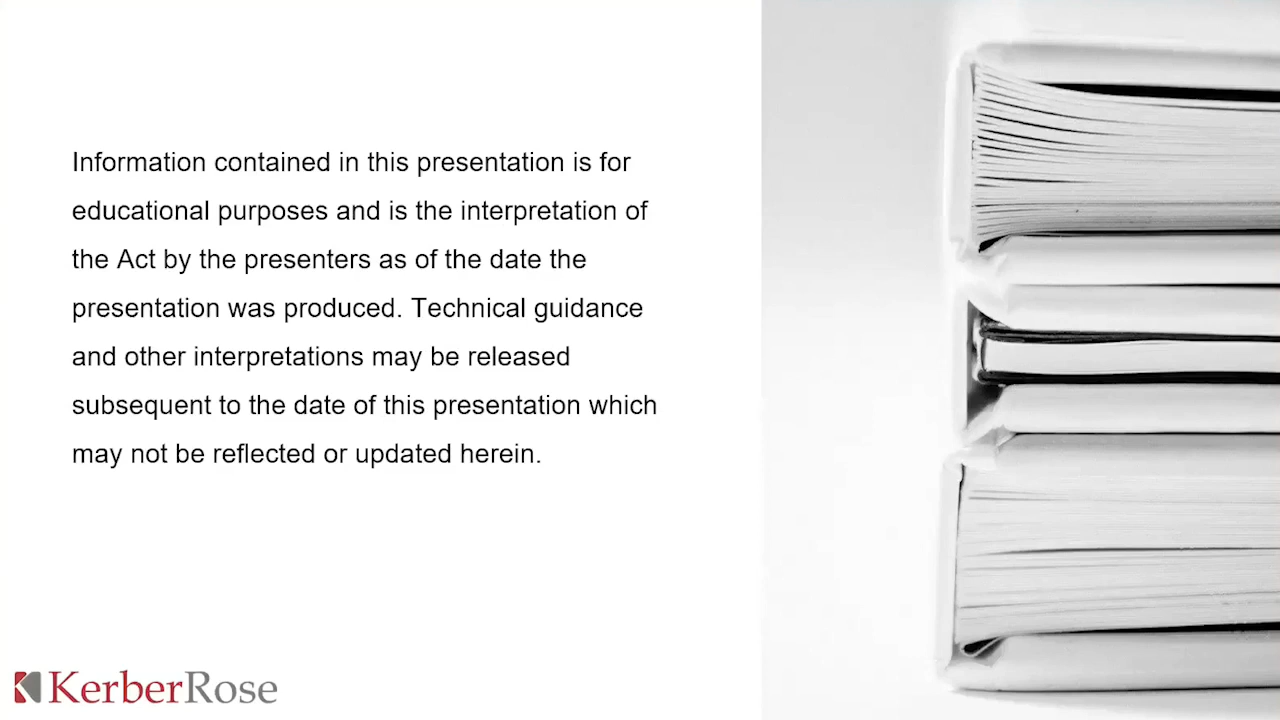 Information contained in this presentation is for
educational purposes and is the interpretation of
the Act by the presenters as of the date the
presentation was produced. Technical guidance
and other interpretations may be released
subsequent to the date of this presentation which
may not be reflected or updated herein.
KerberRose